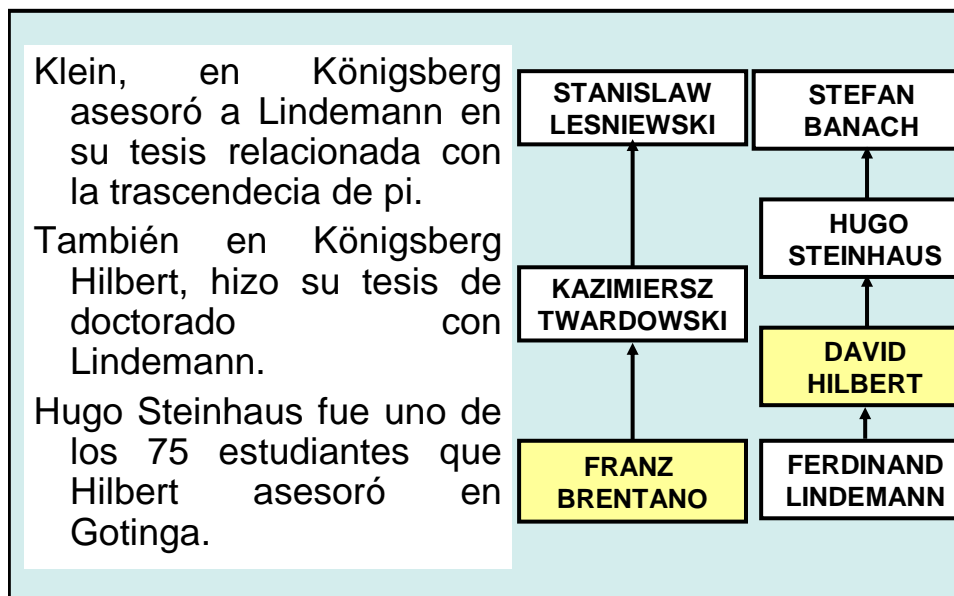 Klein, en Königsberg
asesoró a Lindemann en
su tesis relacionada con
la trascendecia de pi.
También en Königsberg
Hilbert, hizo su tesis de
doctorado con
Lindemann.
Hugo Steinhaus fue uno de
los 75 estudiantes que
Hilbert asesoró en
Gotinga.
STANISLAW
LESNIEWSKI
KAZIMIERSZ
TWARDOWSKI
FRANZ
BRENTANO
STEFAN
BANACH
HUGO
STEINHAUS
DAVID
HILBERT
FERDINAND
LINDEMANN